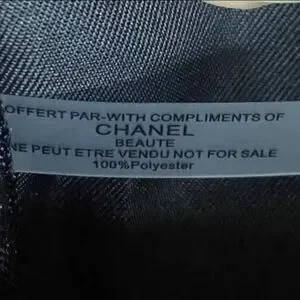 OFFERT PAR-WITH COMPLIMENTS OF
CHANEL
BEAUTE
NE PEUT ETRE VENDU NOT FOR SALE
100%Polyester